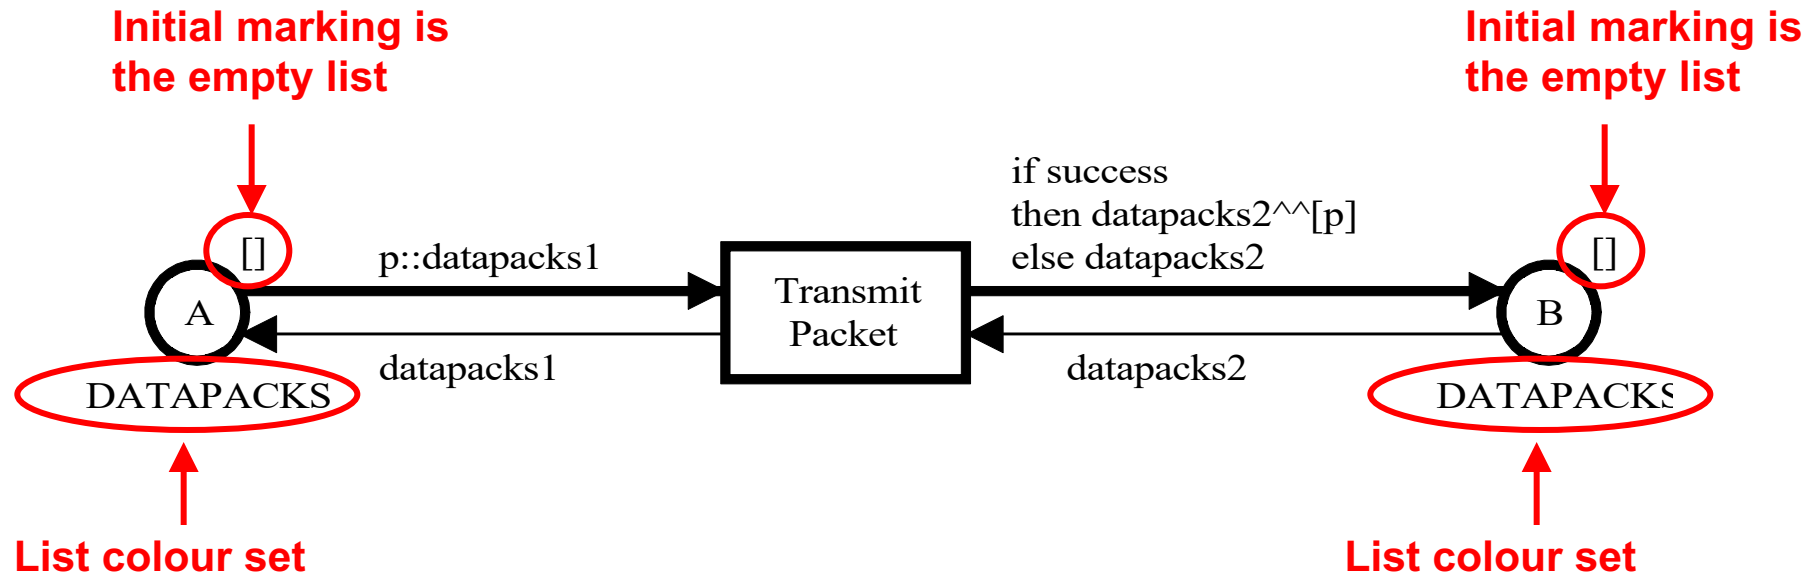 Initial marking is
the empty list
Initial marking is
the empty list
if success
then datapacks2^^[p]
else datapacks2
[]
[]
p::datapacks1
A
Transmit
Packet
B
datapacks1
datapacks2
DATAPACKS
DATAPACKS
List colour set
List colour set